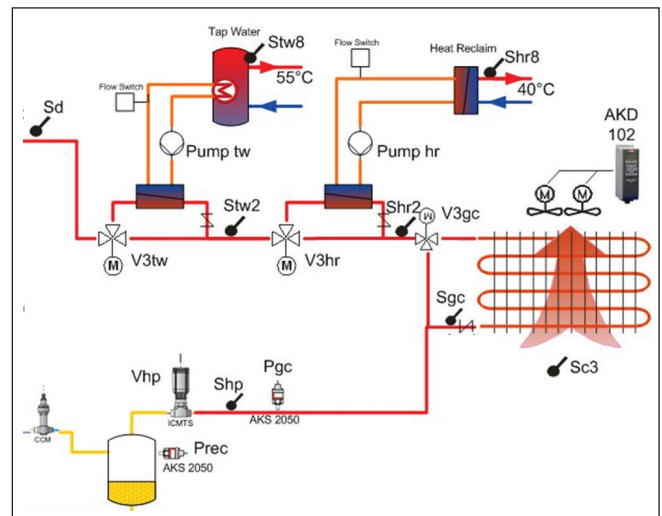 Tap Water
Stw8
55°C
Flow Switch
Sd
Pump tw
Stw2
V3tw
M
Flow Switch
Heat Reclaim
Shr8
40°C
Pump hr
Shr2
V3gc
M
V3hr
M
AKD
102
M
M
Sgc
Sc3
Vhp
ICMTS
Shp
Pgc
AKS 2050
CCM
Prec
AKS 2050